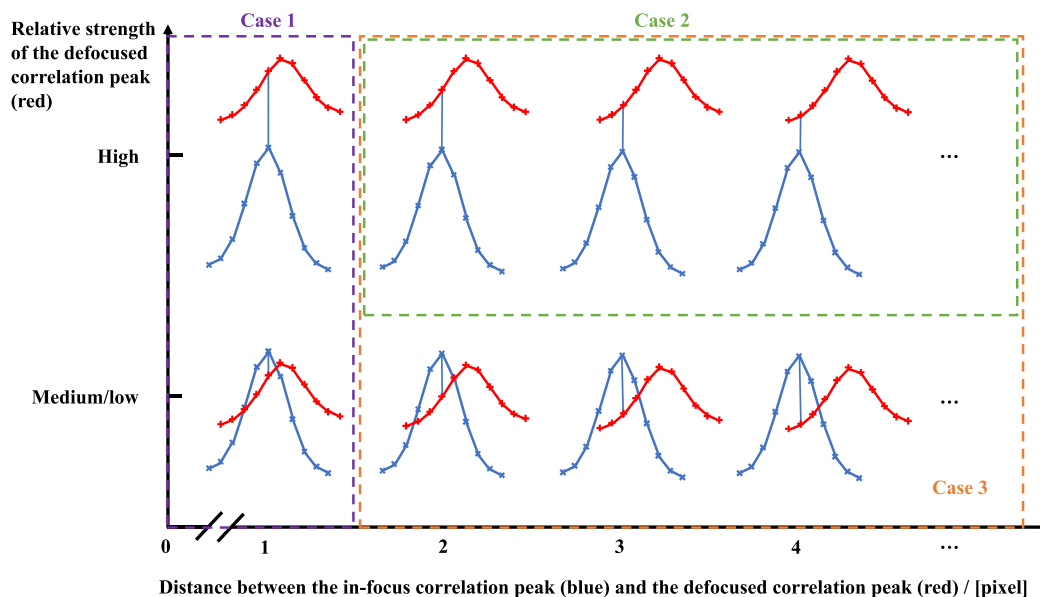 Relative strength
of the defocused
correlation peak
(red)
Case 1
Case 2
High
...
Medium/low
...
Case 3
0
1
2
3
4
...
Distance between the in-focus correlation peak (blue) and the defocused correlation peak (red) / [pixel]